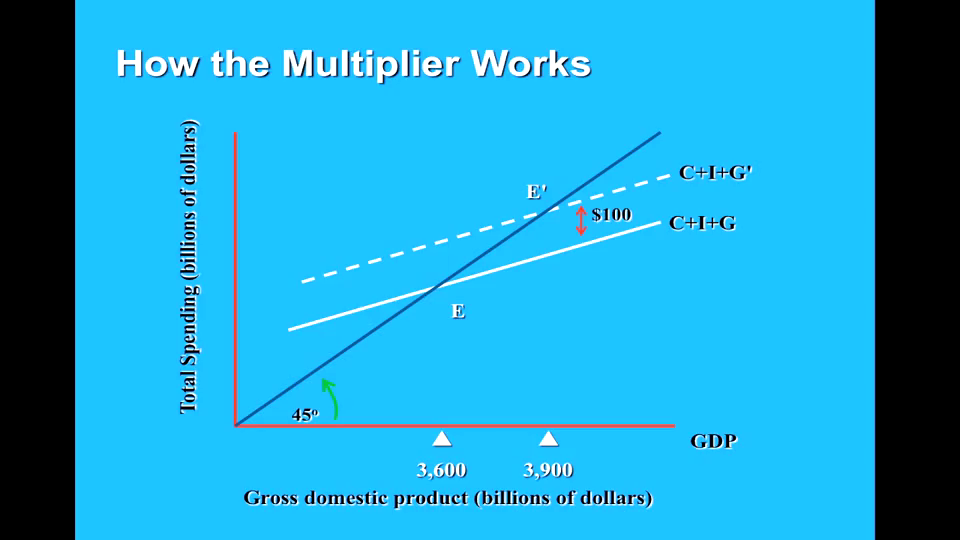 How the Multiplier Works
Total Spending (billions of dollars)
C+I+G'
E'
$100
C+I+G
E
45º
GDP
3,600
3,900
Gross domestic product (billions of dollars)